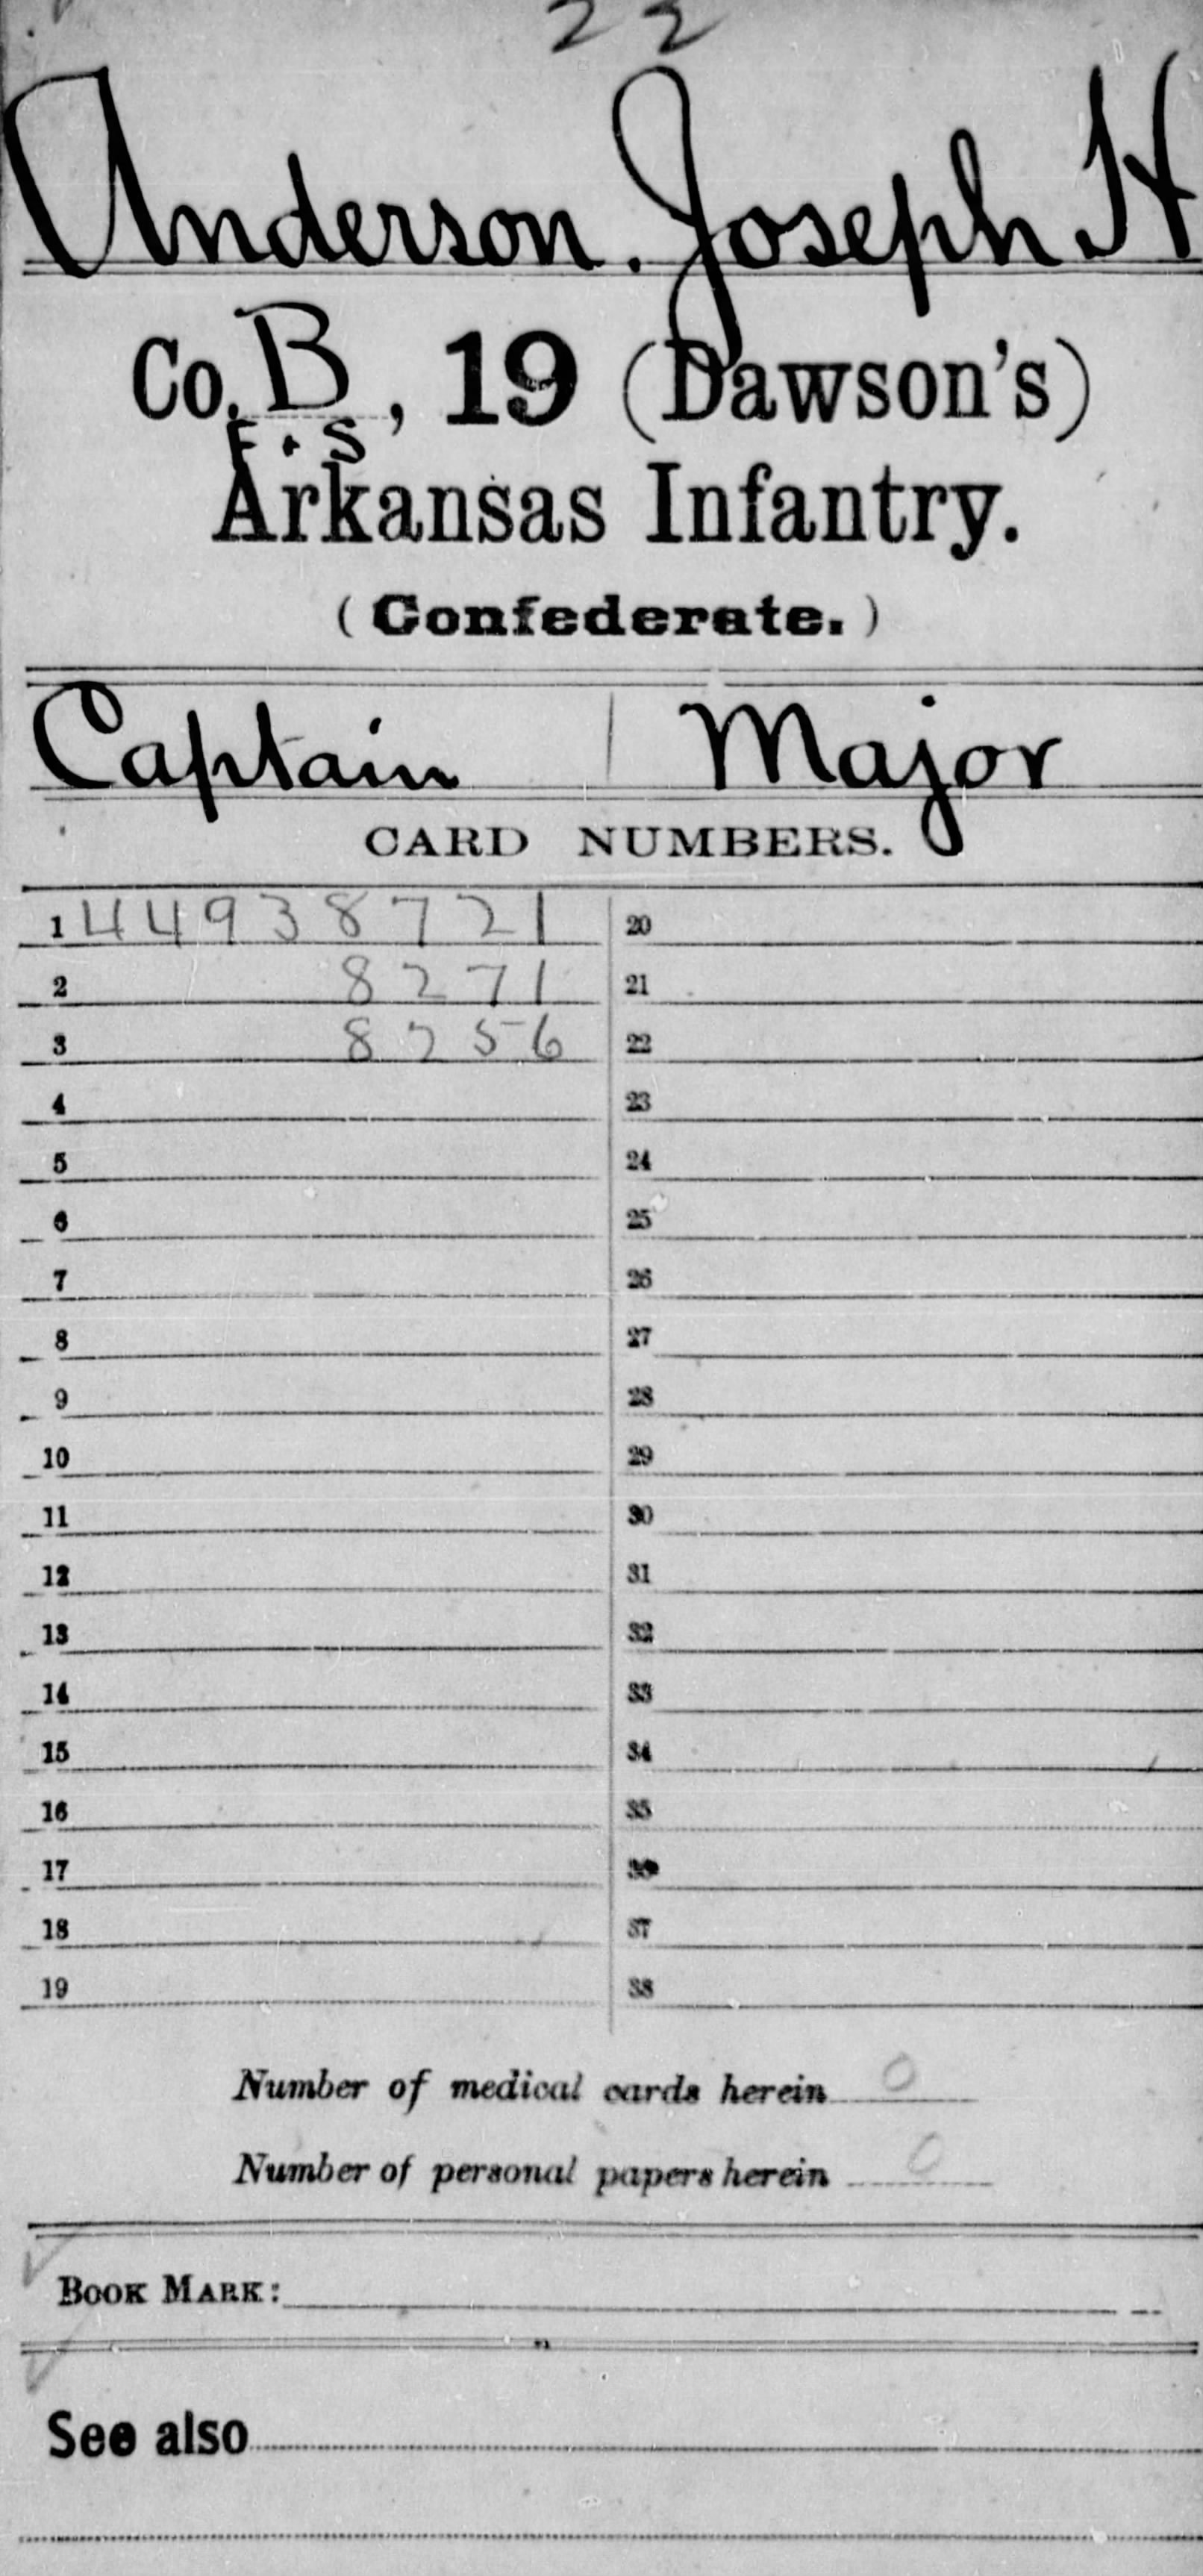 22
Anderson. Joseph H
Co. B, 19 (Dawson's)
F. S
Arkansas Infantry.
(Confederate.)
Captain | Major
CARD NUMBERS.
1 44938721 20
2 8271 21
3 8256 22
4 23
5 24
6 25
7 26
8 27
9 28
10 29
11 30
12 31
13 32
14 33
15 34
16 35
17 36
18 37
19 38
Number of medical cards herein 0
Number of personal papers herein 0
BOOK MARK:
See also